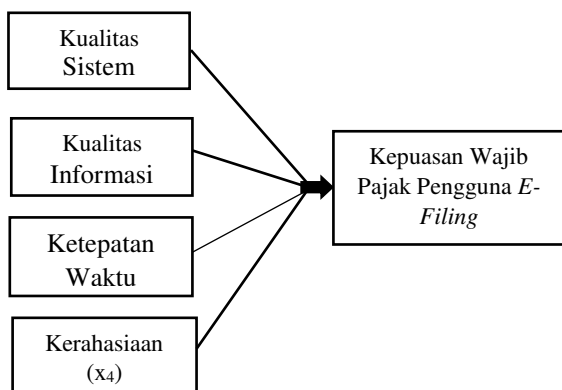 Kualitas
Sistem
Kualitas
Informasi
Ketepatan
Waktu
Kerahasiaan
(x₄)
Kepuasan Wajib
Pajak Pengguna E-
Filing